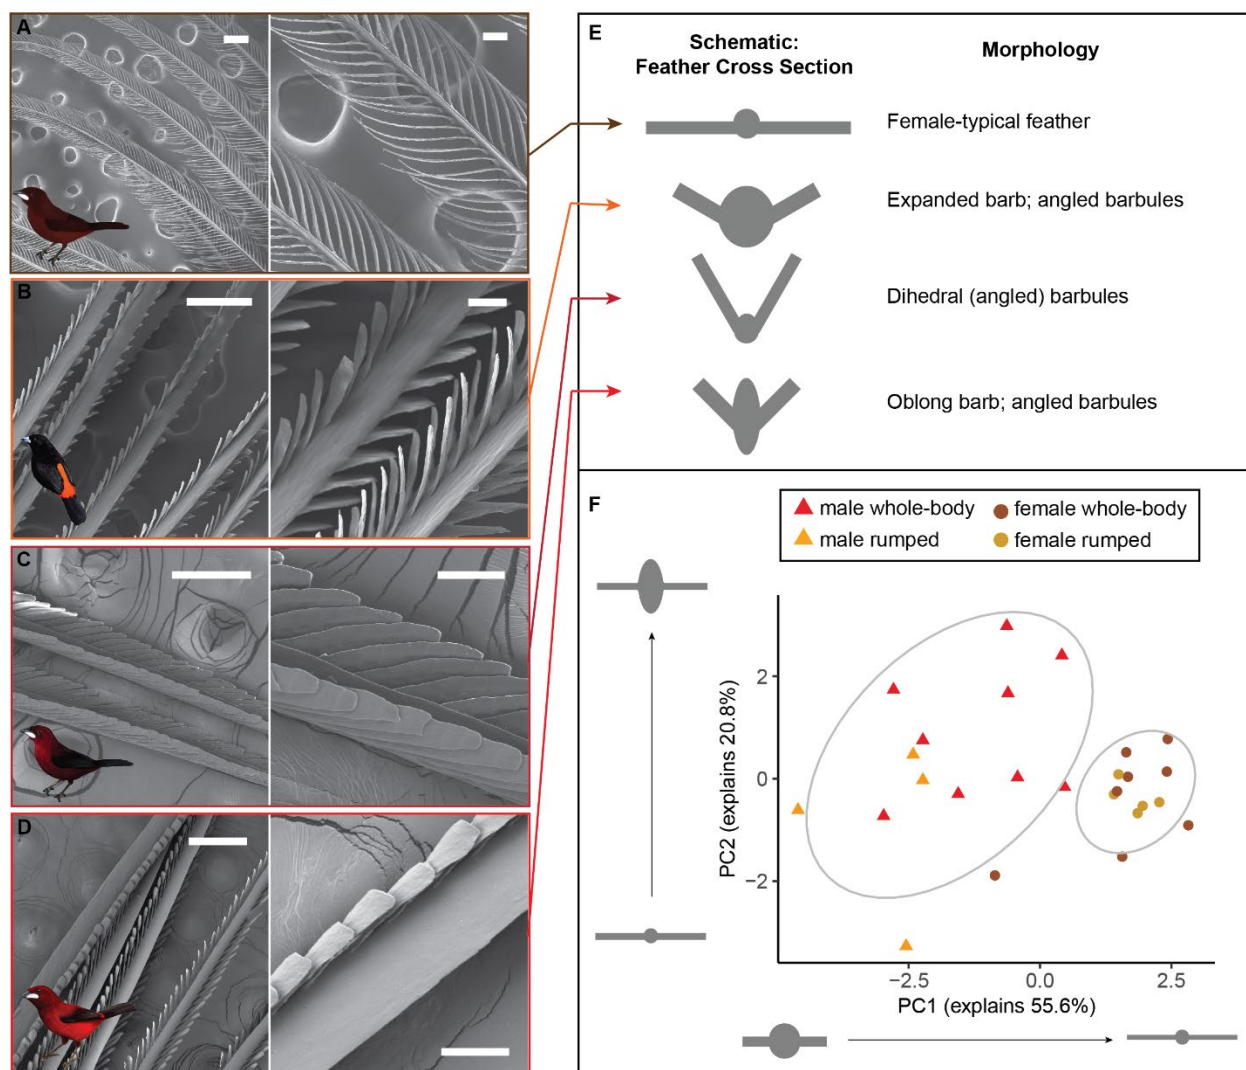 A
B
C
D
E
Schematic:
Feather Cross Section
Morphology
Female-typical feather
Expanded barb; angled barbules
Dihedral (angled) barbules
Oblong barb; angled barbules
F
male whole-body
female whole-body
male rumped
female rumped
PC2 (explains 20.8%)
2
0
−2
−2.5
0.0
2.5
PC1 (explains 55.6%)